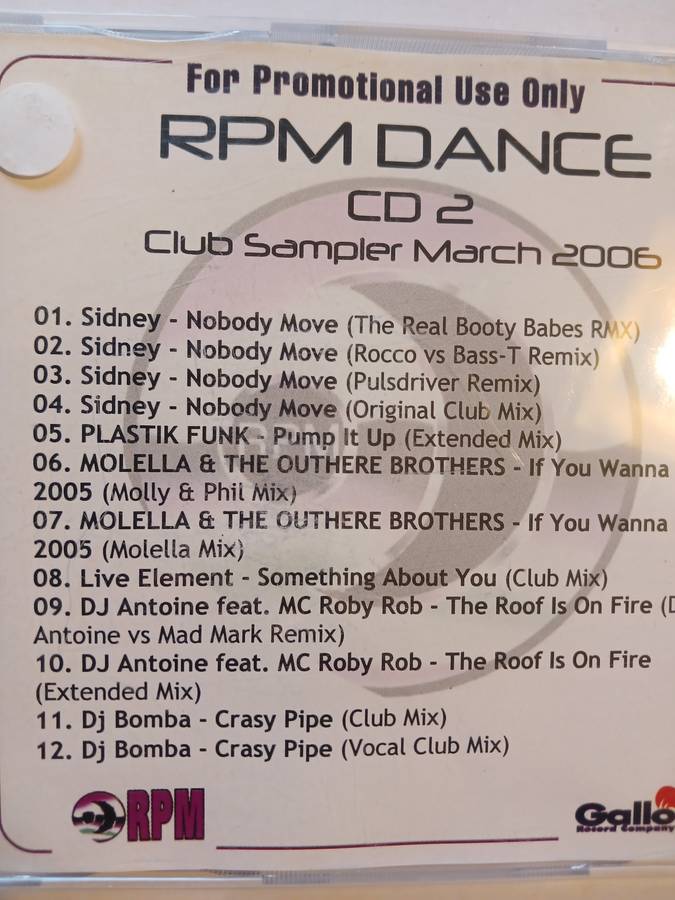 For Promotional Use Only
RPM DANCE
CD 2
Club Sampler March 2006
01. Sidney - Nobody Move (The Real Booty Babes RMX)
02. Sidney - Nobody Move (Rocco vs Bass-T Remix)
03. Sidney - Nobody Move (Pulsdriver Remix)
04. Sidney - Nobody Move (Original Club Mix)
05. PLASTIK FUNK - Pump It Up (Extended Mix)
06. MOLELLA & THE OUTHERE BROTHERS - If You Wanna
2005 (Molly & Phil Mix)
07. MOLELLA & THE OUTHERE BROTHERS - If You Wanna
2005 (Molella Mix)
08. Live Element - Something About You (Club Mix)
09. DJ Antoine feat. MC Roby Rob - The Roof Is On Fire (D
Antoine vs Mad Mark Remix)
10. DJ Antoine feat. MC Roby Rob - The Roof Is On Fire
(Extended Mix)
11. Dj Bomba - Crasy Pipe (Club Mix)
12. Dj Bomba - Crasy Pipe (Vocal Club Mix)
RPM
Gallo
Record Company